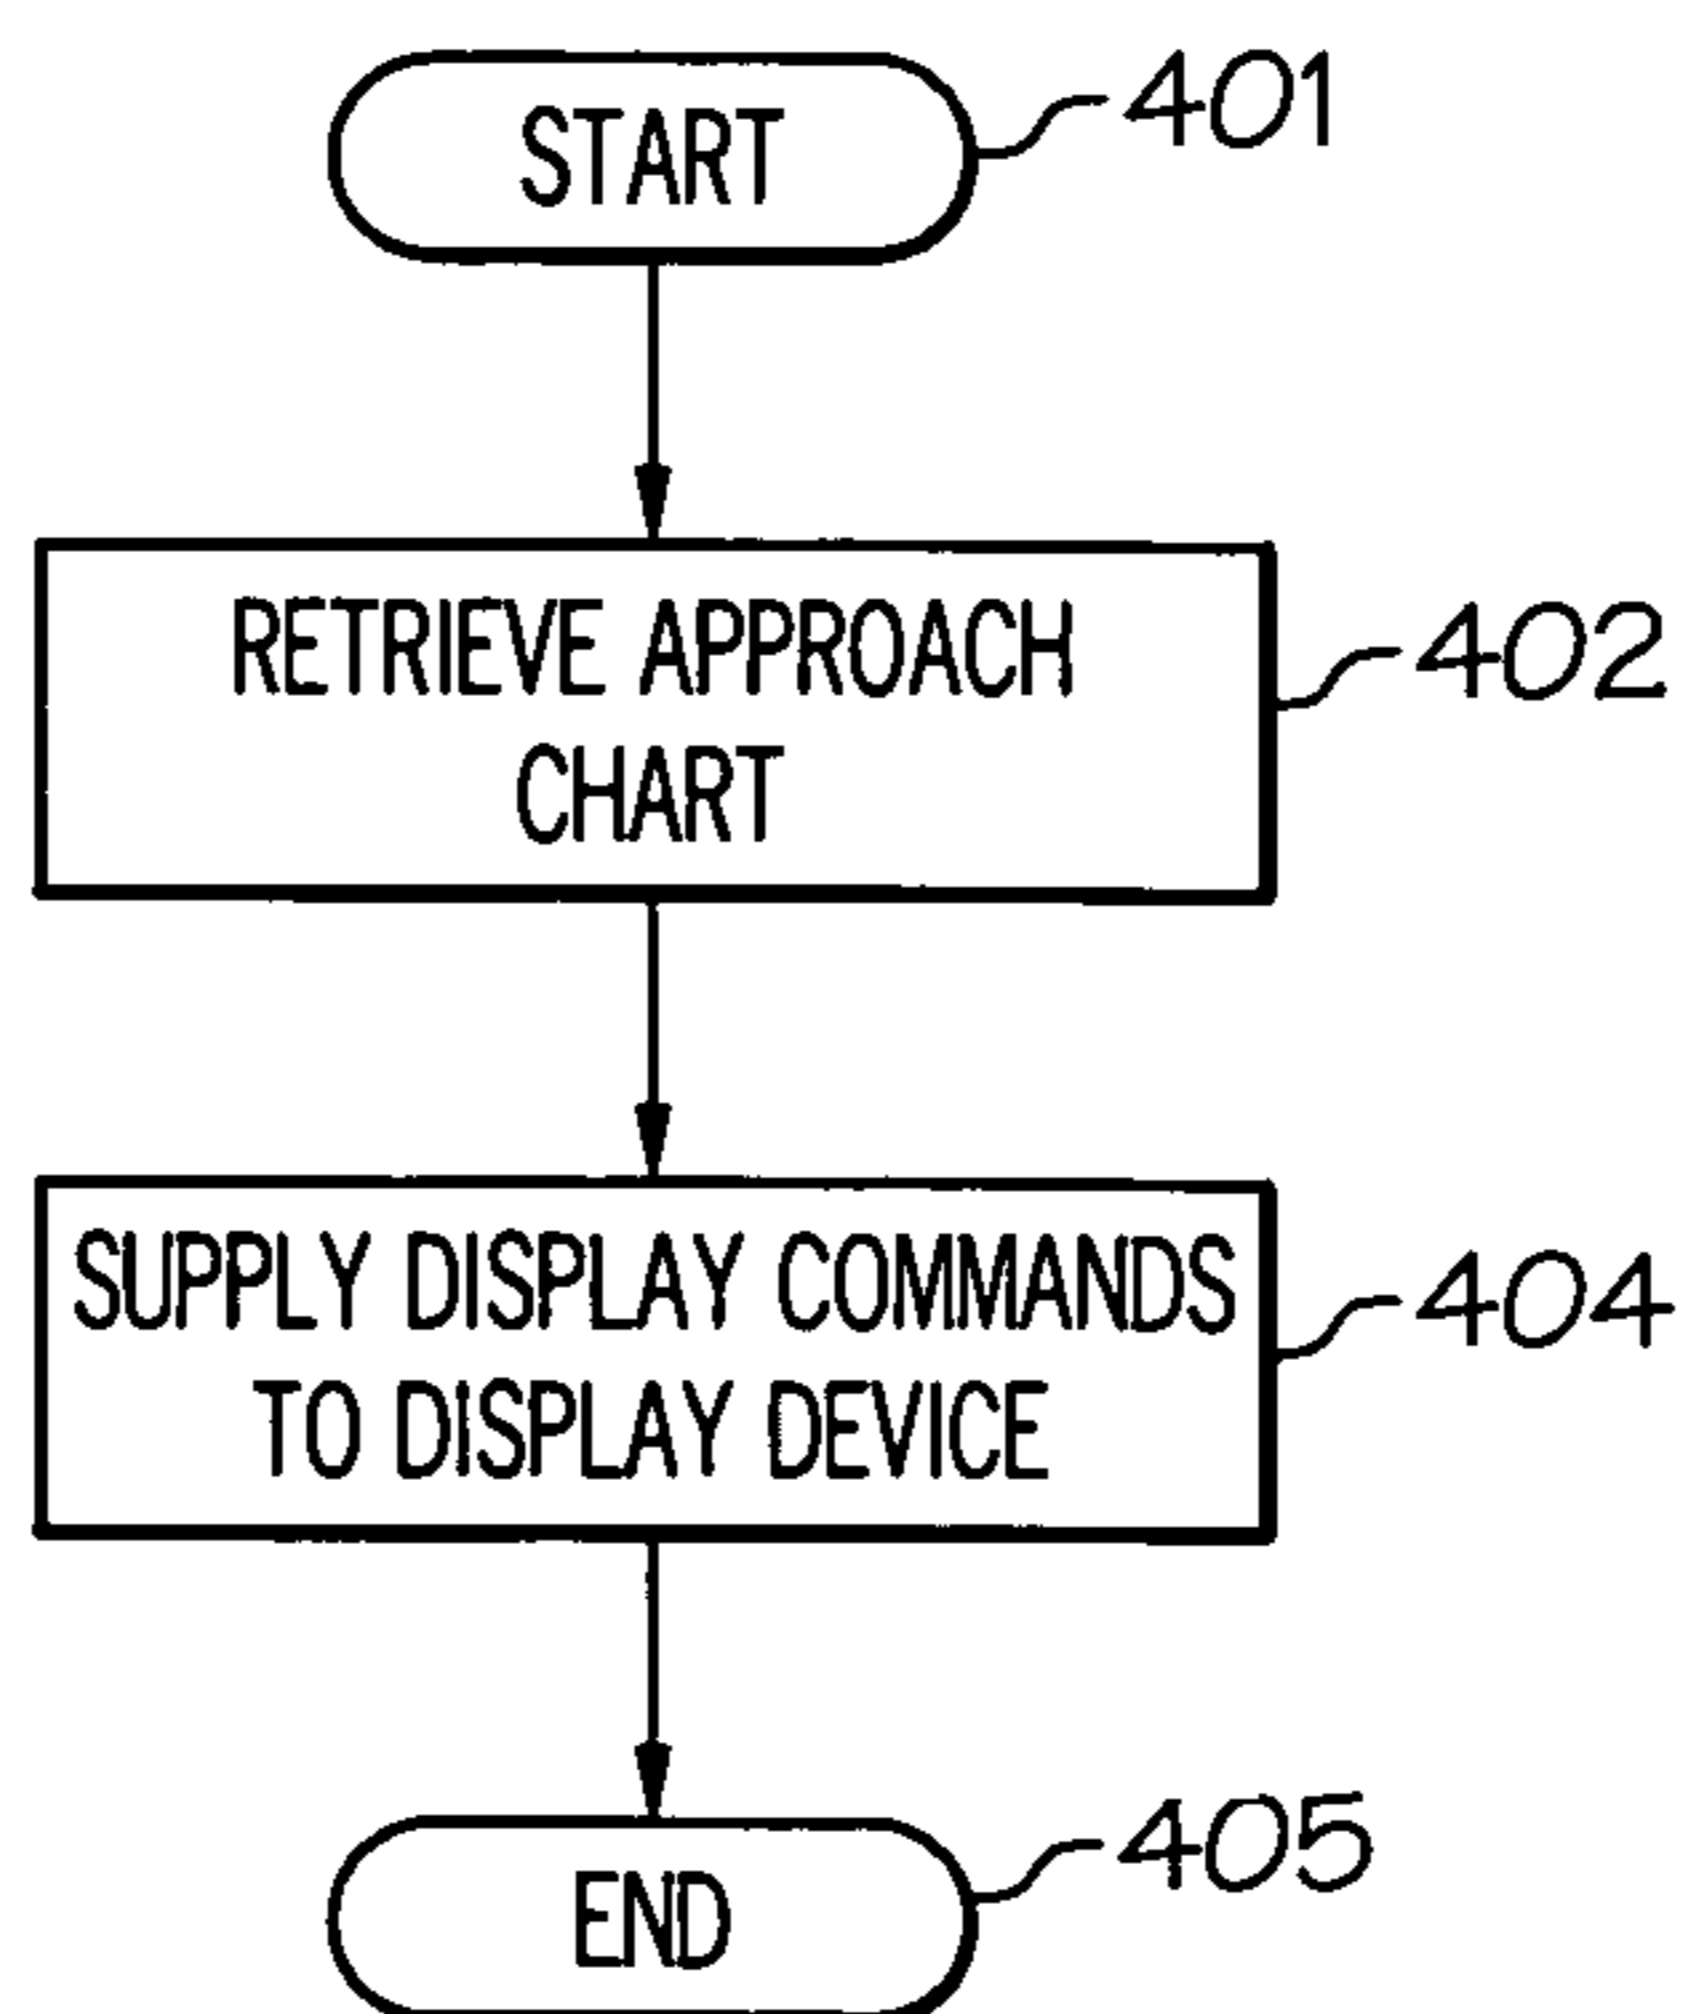 START
401
RETRIEVE APPROACH
CHART
402
SUPPLY DISPLAY COMMANDS
TO DISPLAY DEVICE
404
END
405